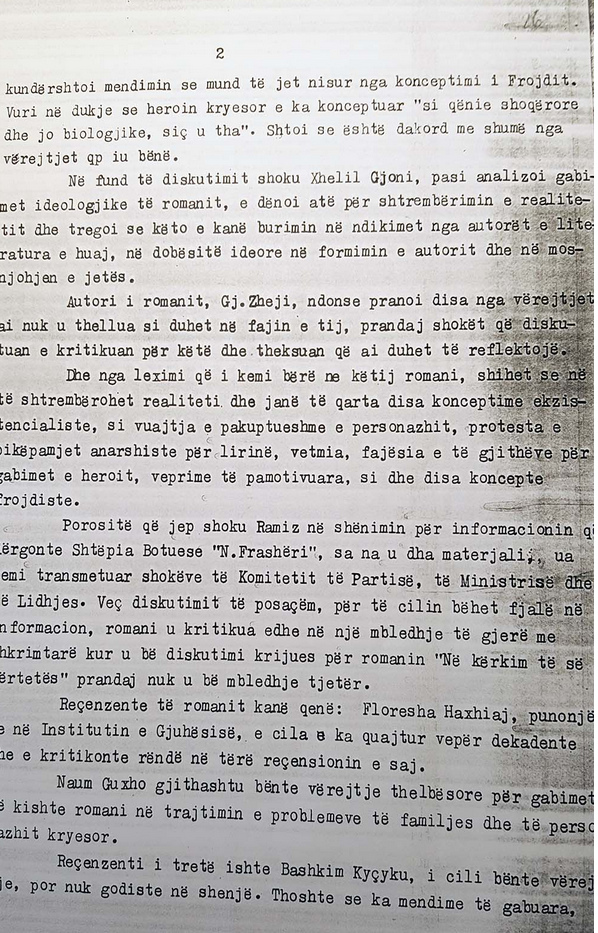 26
2
kundërshtoi mendimin se mund të jet nisur nga konceptimi i Frojdit.
Vuri në dukje se heroin kryesor e ka konceptuar "si qënie shoqërore
dhe jo biologjike, siç u tha". Shtoi se është dakord me shumë nga
vërejtjet qp iu bënë.
Në fund të diskutimit shoku Xhelil Gjoni, pasi analizoi gabi-
met ideologjike të romanit, e dënoi atë për shtrembërimin e realite-
tit dhe tregoi se këto e kanë burimin në ndikimet nga autorët e lite-
ratura e huaj, në dobësitë ideore në formimin e autorit dhe në mos-
njohjen e jetës.
Autori i romanit, Gj.Zheji, ndonse pranoi disa nga vërejtjet
ai nuk u thellua si duhet në fajin e tij, prandaj shokët që disku-
tuan e kritikuan për këtë dhe theksuan që ai duhet të reflektojë.
Dhe nga leximi që i kemi bërë ne këtij romani, shihet se në
të shtrembërohet realiteti dhe janë të qarta disa konceptime ekzis-
tencialiste, si vuajtja e pakuptueshme e personazhit, protesta e
pikëpamjet anarshiste për lirinë, vetmia, fajësia e të gjithëve për
gabimet e heroit, veprime të pamotivuara, si dhe disa koncepte
frojdiste.
Porositë që jep shoku Ramiz në shënimin për informacionin që
ërgonte Shtëpia Botuese "N.Frashëri", sa na u dha materjali, ua
emi transmetuar shokëve të Komitetit të Partisë, të Ministrisë dhe
ë Lidhjes. Veç diskutimit të posaçëm, për të cilin bëhet fjalë në
nformacion, romani u kritikua edhe në një mbledhje të gjerë me
hkrimtarë kur u bë diskutimi krijues për romanin "Në kërkim të së
ërtetës" prandaj nuk u bë mbledhje tjetër.
Reçenzente të romanit kanë qenë: Floresha Haxhiaj, punonjë
e në Institutin e Gjuhësisë, e cila e ka quajtur vepër dekadente
he e kritikonte rëndë në tërë reçensionin e saj.
Naum Guxho gjithashtu bënte vërejtje thelbësore për gabimet
ë kishte romani në trajtimin e problemeve të familjes dhe të perso
azhit kryesor.
Reçenzenti i tretë ishte Bashkim Kyçyku, i cili bënte vërej
je, por nuk godiste në shenjë. Thoshte se ka mendime të gabuara,